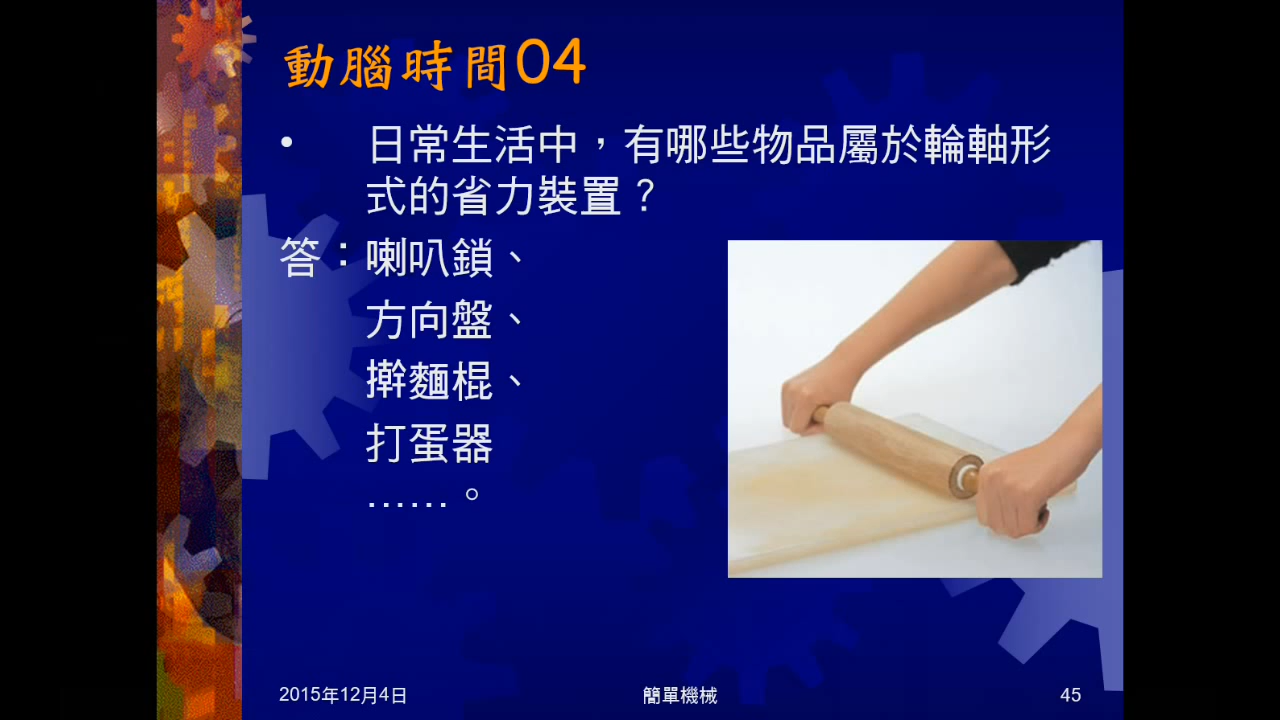 動腦時間04
• 日常生活中，有哪些物品屬於輪軸形
式的省力裝置？
答：喇叭鎖、
方向盤、
擀麵棍、
打蛋器
……。
2015年12月4日
簡單機械
45